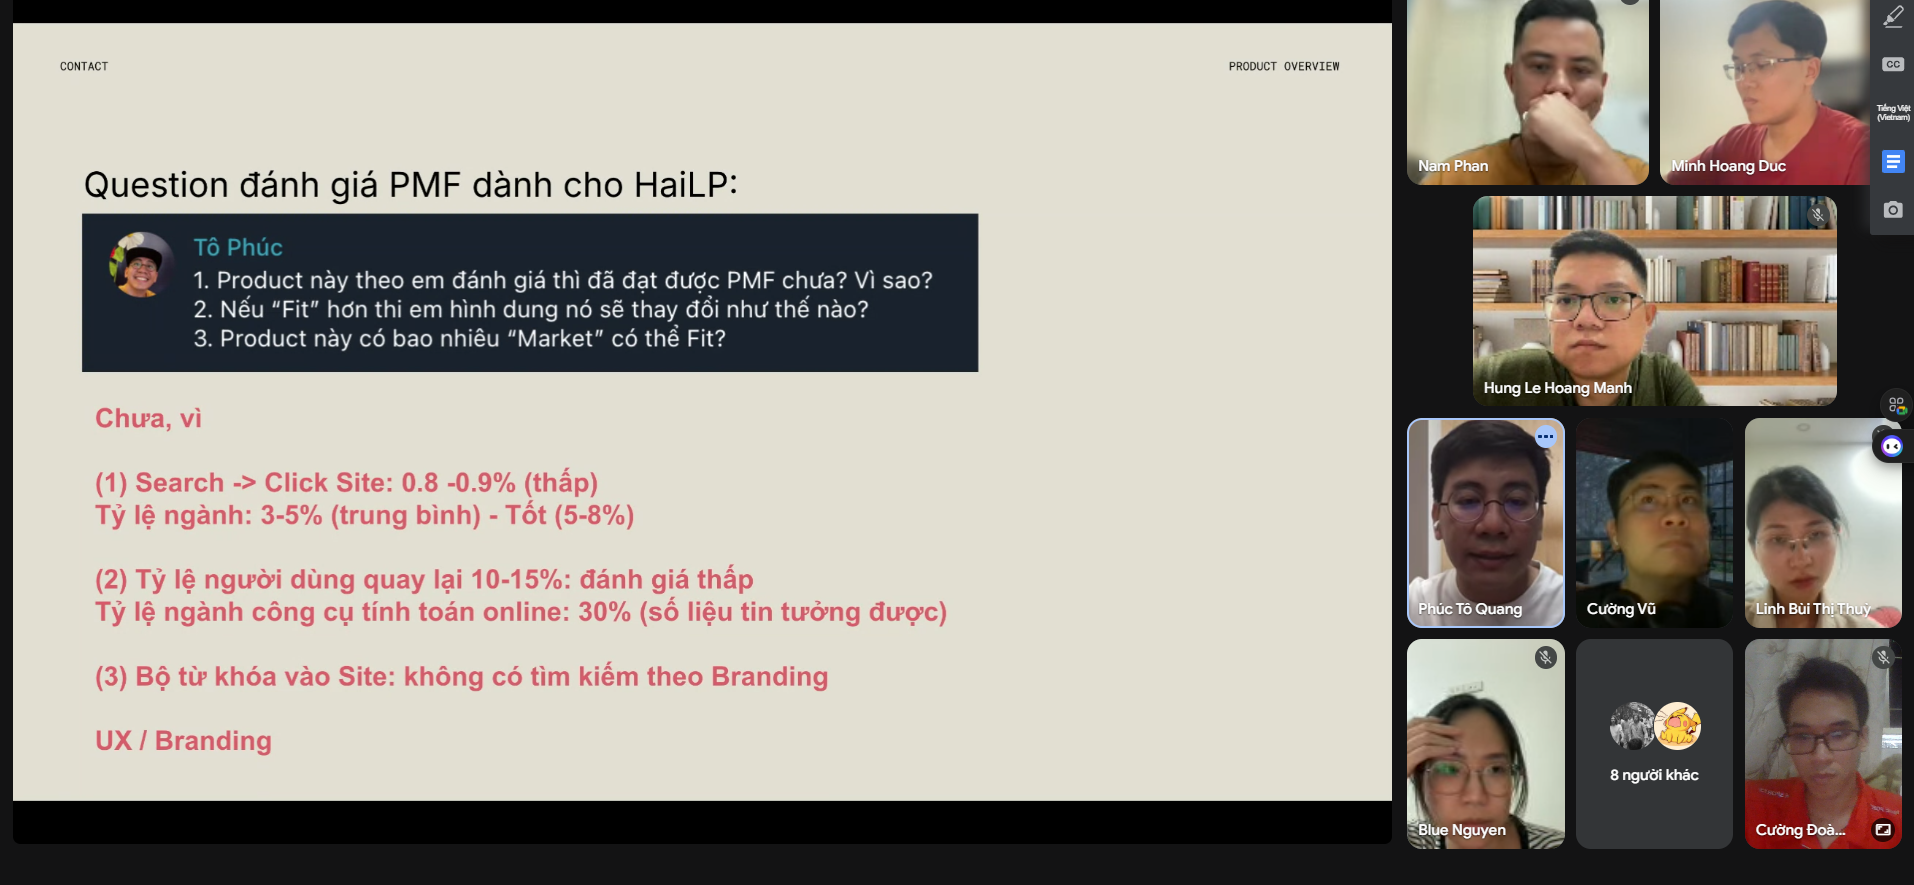 CONTACT
PRODUCT OVERVIEW
Question đánh giá PMF dành cho HaiLP:
Tô Phúc
1. Product này theo em đánh giá thì đã đạt được PMF chưa? Vì sao?
2. Nếu “Fit” hơn thi em hình dung nó sẽ thay đổi như thế nào?
3. Product này có bao nhiêu “Market” có thể Fit?
Chưa, vì
(1) Search -> Click Site: 0.8 -0.9% (thấp)
Tỷ lệ ngành: 3-5% (trung bình) - Tốt (5-8%)
(2) Tỷ lệ người dùng quay lại 10-15%: đánh giá thấp
Tỷ lệ ngành công cụ tính toán online: 30% (số liệu tin tưởng được)
(3) Bộ từ khóa vào Site: không có tìm kiếm theo Branding
UX / Branding
Nam Phan
Minh Hoang Duc
CC
Tiếng Việt
(Vietnam)
Hung Le Hoang Manh
Phúc Tô Quang
Cường Vũ
Linh Bùi Thị Thuỷ
Blue Nguyen
8 người khác
Cường Đoà...